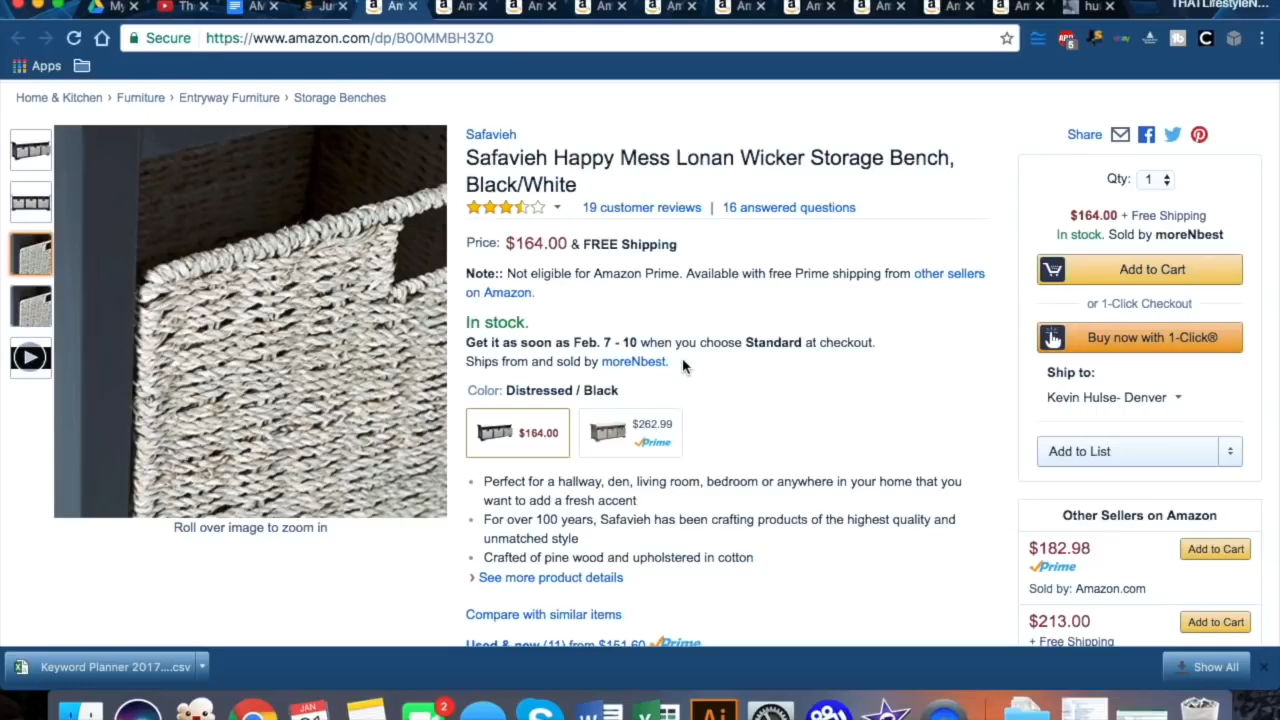 THATLifestyleN...
Secure https://www.amazon.com/dp/B00MMBH3Z0
Apps
Home & Kitchen › Furniture › Entryway Furniture › Storage Benches
Safavieh
Safavieh Happy Mess Lonan Wicker Storage Bench,
Black/White
19 customer reviews | 16 answered questions
Price: $164.00 & FREE Shipping
Note:: Not eligible for Amazon Prime. Available with free Prime shipping from other sellers
on Amazon.
In stock.
Get it as soon as Feb. 7 - 10 when you choose Standard at checkout.
Ships from and sold by moreNbest.
Color: Distressed / Black
$164.00
$262.99
Prime
• Perfect for a hallway, den, living room, bedroom or anywhere in your home that you
want to add a fresh accent
• For over 100 years, Safavieh has been crafting products of the highest quality and
unmatched style
• Crafted of pine wood and upholstered in cotton
› See more product details
Compare with similar items
Used & new (11) from $151.60 Prime
Roll over image to zoom in
Share
Qty: 1
$164.00 + Free Shipping
In stock. Sold by moreNbest
Add to Cart
or 1-Click Checkout
Buy now with 1-Click®
Ship to:
Kevin Hulse- Denver
Add to List
Other Sellers on Amazon
$182.98 Add to Cart
Prime
Sold by: Amazon.com
$213.00 Add to Cart
+ Free Shipping
Keyword Planner 2017....csv
Show All
JAN
2